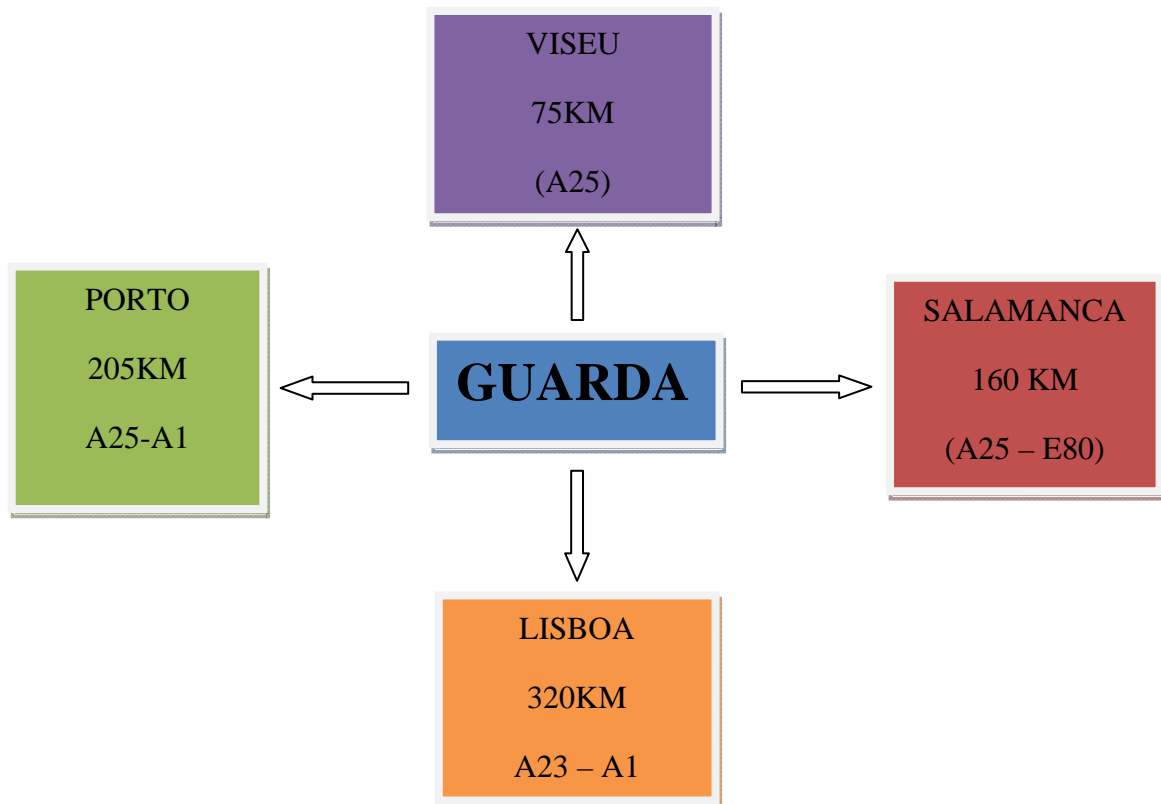 VISEU
75KM
(A25)
PORTO
205KM
A25-A1
GUARDA
SALAMANCA
160 KM
(A25 – E80)
LISBOA
320KM
A23 – A1